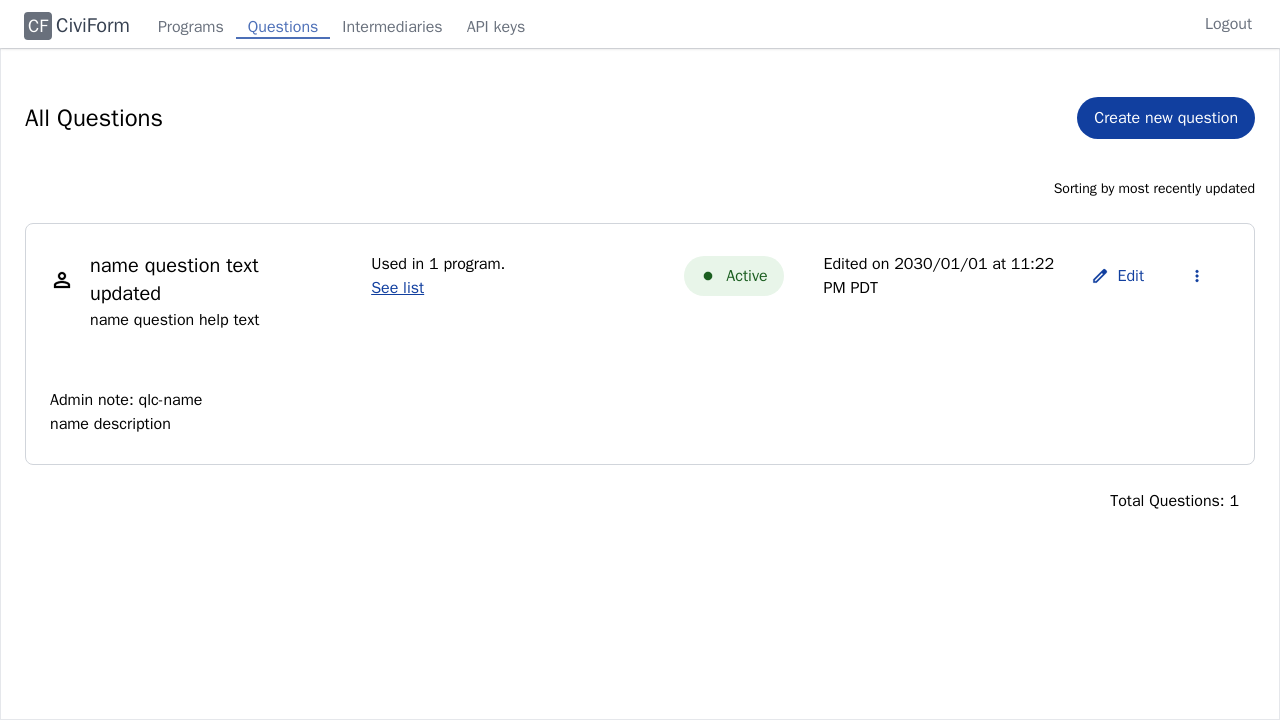 CF CiviForm Programs Questions Intermediaries API keys Logout
All Questions
Create new question
Sorting by most recently updated
name question text
updated
name question help text
Used in 1 program.
See list
Active
Edited on 2030/01/01 at 11:22
PM PDT
Edit
Admin note: qlc-name
name description
Total Questions: 1